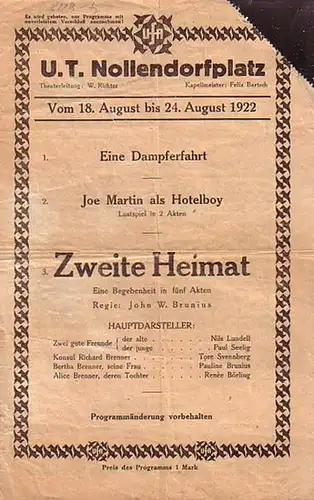 Es wird gebeten, nur Programme mit
unverletztem Verschluß anzunehmen!
Ufa
U.T. Nollendorfplatz
Theaterleitung: W. Richter Kapellmeister: Felix Bartsch
Vom 18. August bis 24. August 1922
1. Eine Dampferfahrt
2. Joe Martin als Hotelboy
Lustspiel in 2 Akten
3. Zweite Heimat
Eine Begebenheit in fünf Akten
Regie: John W. Brunius
HAUPTDARSTELLER:
Zwei gute Freunde { der alte . . Nils Lundell
der junge . . Paul Seelig
Konsul Richard Brenner . . . . Tore Svennberg
Bertha Brenner, seine Frau . . . Pauline Brunius
Alice Brenner, deren Tochter . . . Renée Börling
Programmänderung vorbehalten
Ufa Ufa
Preis des Programms 1 Mark